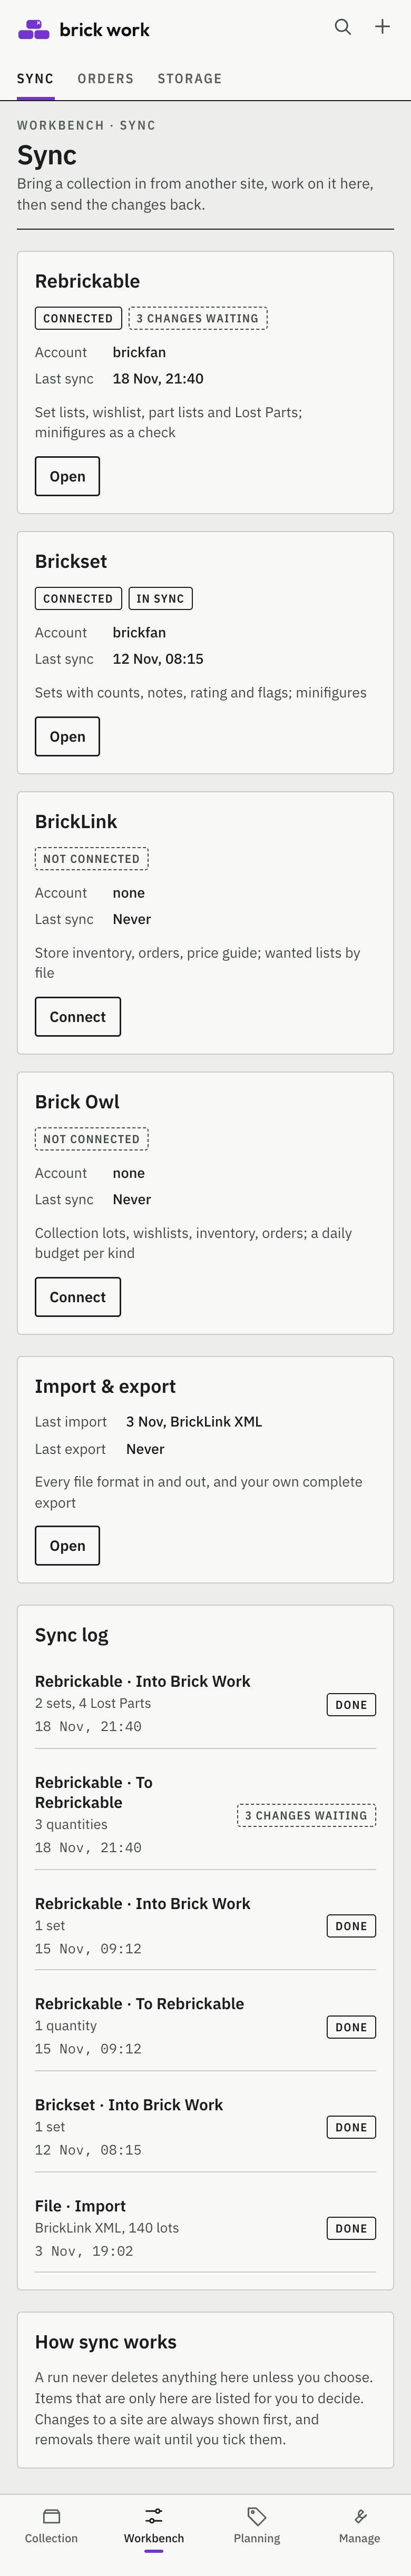 brick work
SYNC ORDERS STORAGE
WORKBENCH · SYNC
Sync
Bring a collection in from another site, work on it here,
then send the changes back.
Rebrickable
CONNECTED 3 CHANGES WAITING
Account brickfan
Last sync 18 Nov, 21:40
Set lists, wishlist, part lists and Lost Parts;
minifigures as a check
Open
Brickset
CONNECTED IN SYNC
Account brickfan
Last sync 12 Nov, 08:15
Sets with counts, notes, rating and flags; minifigures
Open
BrickLink
NOT CONNECTED
Account none
Last sync Never
Store inventory, orders, price guide; wanted lists by
file
Connect
Brick Owl
NOT CONNECTED
Account none
Last sync Never
Collection lots, wishlists, inventory, orders; a daily
budget per kind
Connect
Import & export
Last import 3 Nov, BrickLink XML
Last export Never
Every file format in and out, and your own complete
export
Open
Sync log
Rebrickable · Into Brick Work
2 sets, 4 Lost Parts
DONE
18 Nov, 21:40
Rebrickable · To
Rebrickable
3 CHANGES WAITING
3 quantities
18 Nov, 21:40
Rebrickable · Into Brick Work
1 set
DONE
15 Nov, 09:12
Rebrickable · To Rebrickable
1 quantity
DONE
15 Nov, 09:12
Brickset · Into Brick Work
1 set
DONE
12 Nov, 08:15
File · Import
BrickLink XML, 140 lots
DONE
3 Nov, 19:02
How sync works
A run never deletes anything here unless you choose.
Items that are only here are listed for you to decide.
Changes to a site are always shown first, and
removals there wait until you tick them.
Collection Workbench Planning Manage